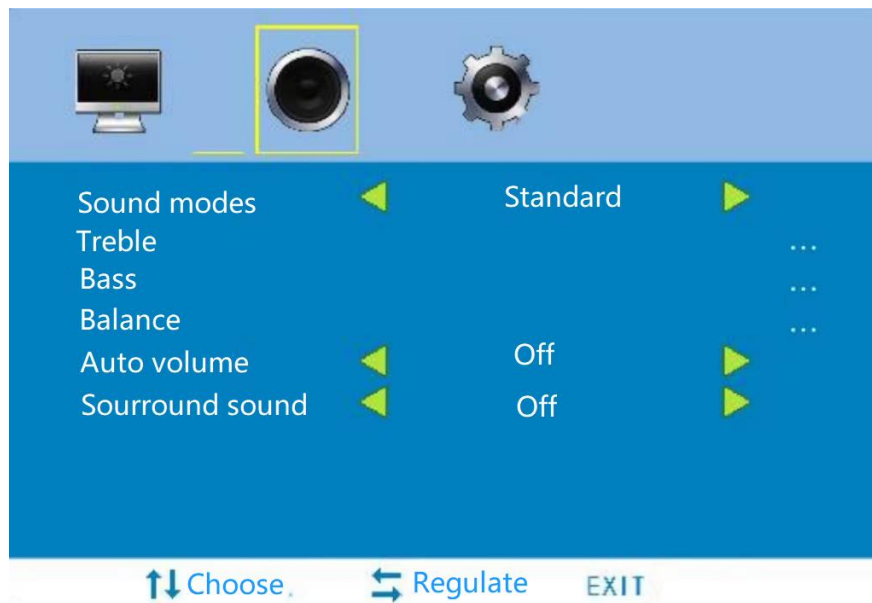 Sound modes Standard
Treble ...
Bass ...
Balance ...
Auto volume Off
Sourround sound Off
Choose Regulate EXIT